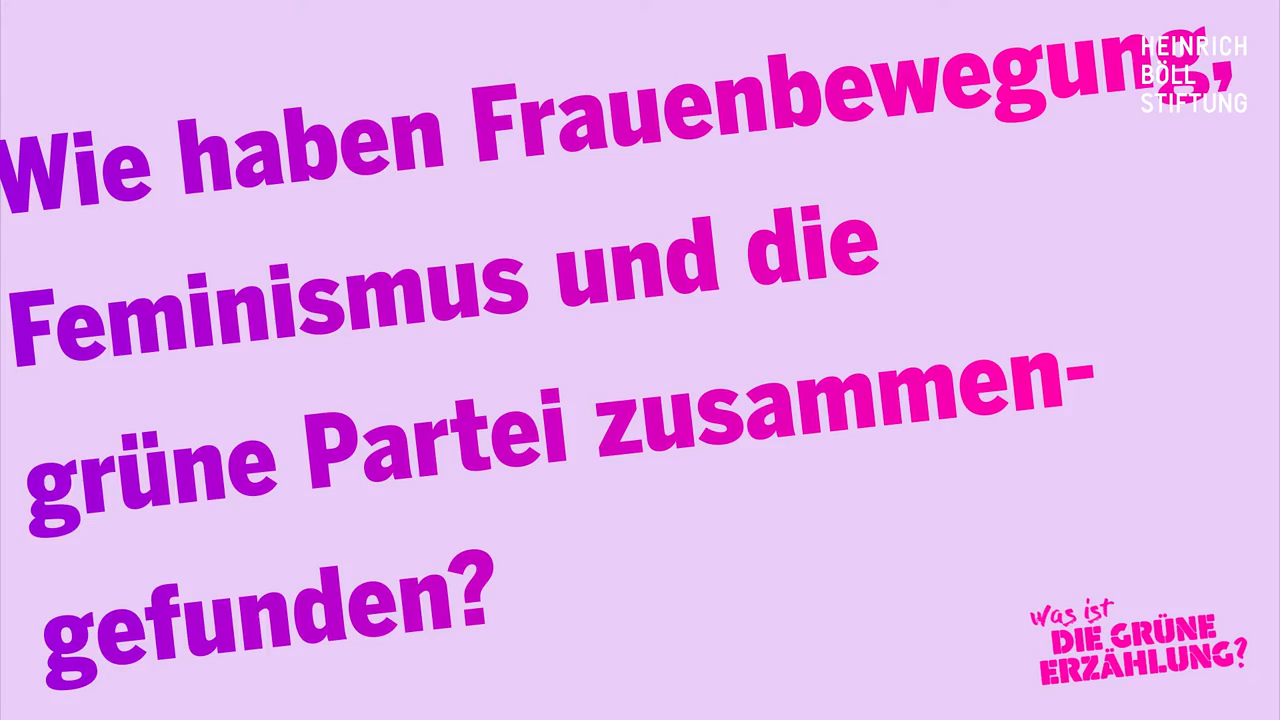 Wie haben Frauenbewegung,
Feminismus und die
grüne Partei zusammen-
gefunden?
HEINRICH
BÖLL
STIFTUNG
was ist
DIE GRÜNE
ERZÄHLUNG?